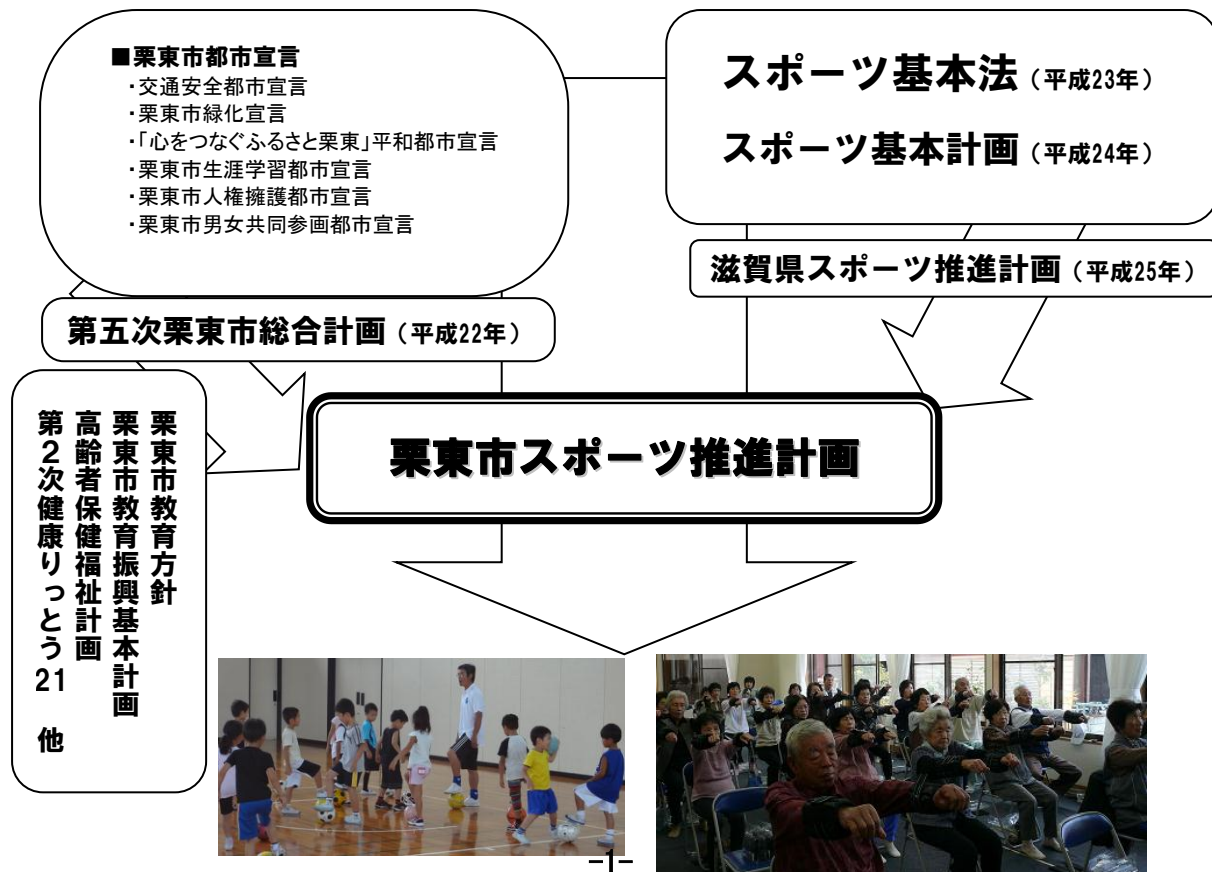 ■栗東市都市宣言
・交通安全都市宣言
・栗東市緑化宣言
・「心をつなぐふるさと栗東」平和都市宣言
・栗東市生涯学習都市宣言
・栗東市人権擁護都市宣言
・栗東市男女共同参画都市宣言
スポーツ基本法（平成23年）
スポーツ基本計画（平成24年）
滋賀県スポーツ推進計画（平成25年）
第五次栗東市総合計画（平成22年）
栗東市教育方針
栗東市教育振興基本計画
高齢者保健福祉計画
第２次健康りっとう21　他
栗東市スポーツ推進計画
-1-